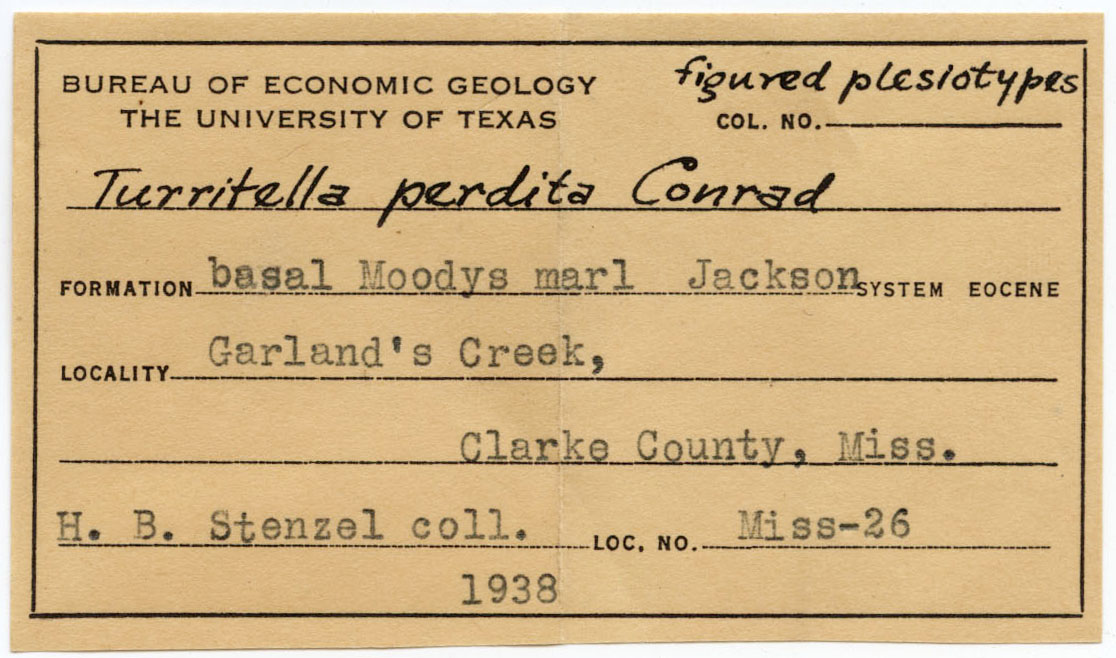 BUREAU OF ECONOMIC GEOLOGY
THE UNIVERSITY OF TEXAS
figured plesiotypes
COL. NO.
Turritella perdita Conrad
FORMATION basal Moodys marl Jackson SYSTEM EOCENE
LOCALITY Garland's Creek,
Clarke County, Miss.
H. B. Stenzel coll. LOC. NO. Miss-26
1938